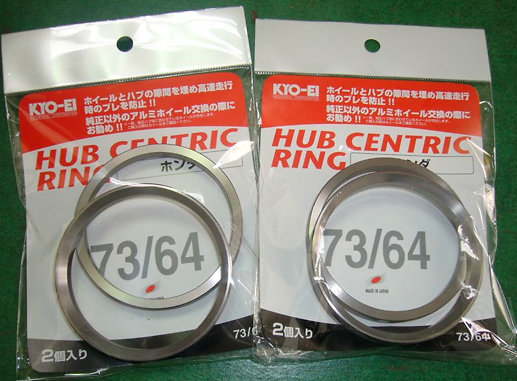 KYO-EI
ホイールとハブの隙間を埋め高速走行
時のブレを防止!!
純正以外のアルミホイール交換の際に
お勧め!!
HUB CENTRIC
RING
ホン
73/64
MADE IN JAPAN
2個入り
73/6
KYO-EI
ホイールとハブの隙間を埋め高速走行
時のブレを防止!!
純正以外のアルミホイール交換の際に
お勧め!!
HUB CENTRIC
RING
ンダ
73/64
MADE IN JAPAN
2個入り
73/64